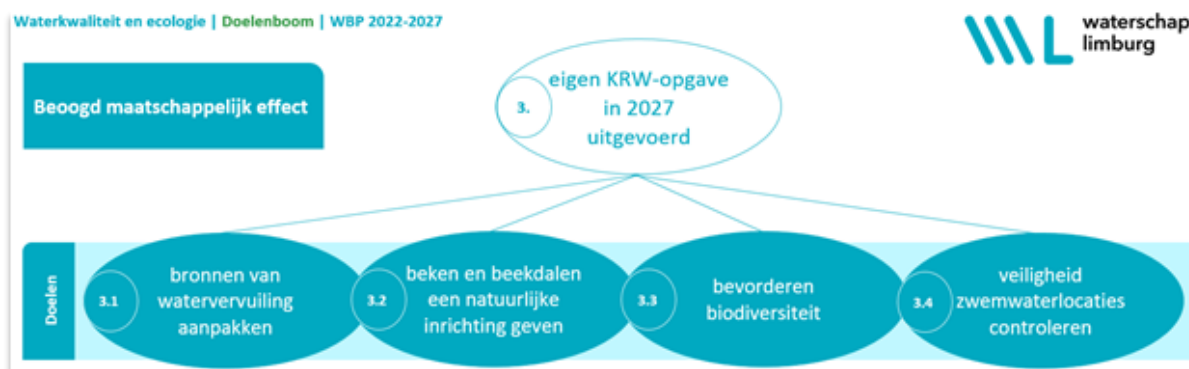 Waterkwaliteit en ecologie | Doelenboom | WBP 2022-2027
waterschap
limburg
Beoogd maatschappelijk effect
3.
eigen KRW-opgave
in 2027
uitgevoerd
Doelen
3.1
bronnen van
watervervuiling
aanpakken
3.2
beken en beekdalen
een natuurlijke
inrichting geven
3.3
bevorderen
biodiversiteit
3.4
veiligheid
zwemwaterlocaties
controleren